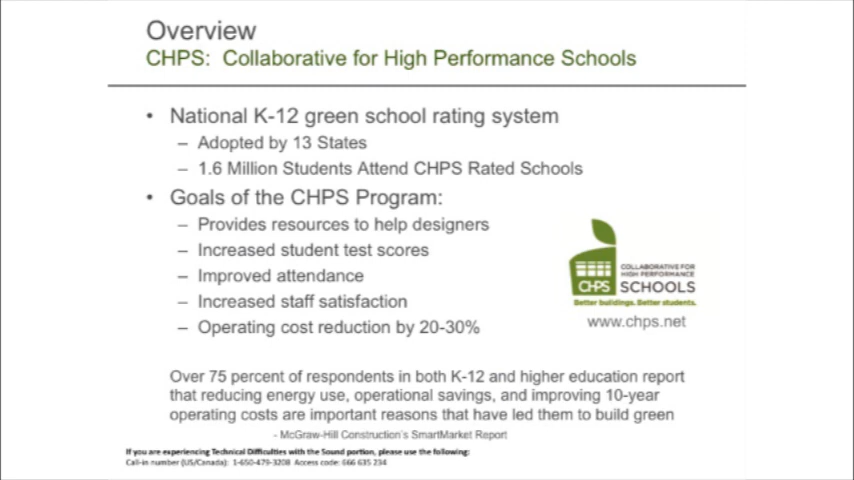 Overview
CHPS: Collaborative for High Performance Schools
• National K-12 green school rating system
– Adopted by 13 States
– 1.6 Million Students Attend CHPS Rated Schools
• Goals of the CHPS Program:
– Provides resources to help designers
– Increased student test scores
– Improved attendance
– Increased staff satisfaction
– Operating cost reduction by 20-30%
COLLABORATIVE FOR
HIGH PERFORMANCE
CHPS SCHOOLS
Better buildings. Better students.
www.chps.net
Over 75 percent of respondents in both K-12 and higher education report
that reducing energy use, operational savings, and improving 10-year
operating costs are important reasons that have led them to build green
- McGraw-Hill Construction's SmartMarket Report
If you are experiencing Technical Difficulties with the Sound portion, please use the following:
Call-in number (US/Canada): 1-650-479-3208 Access code: 666 635 234